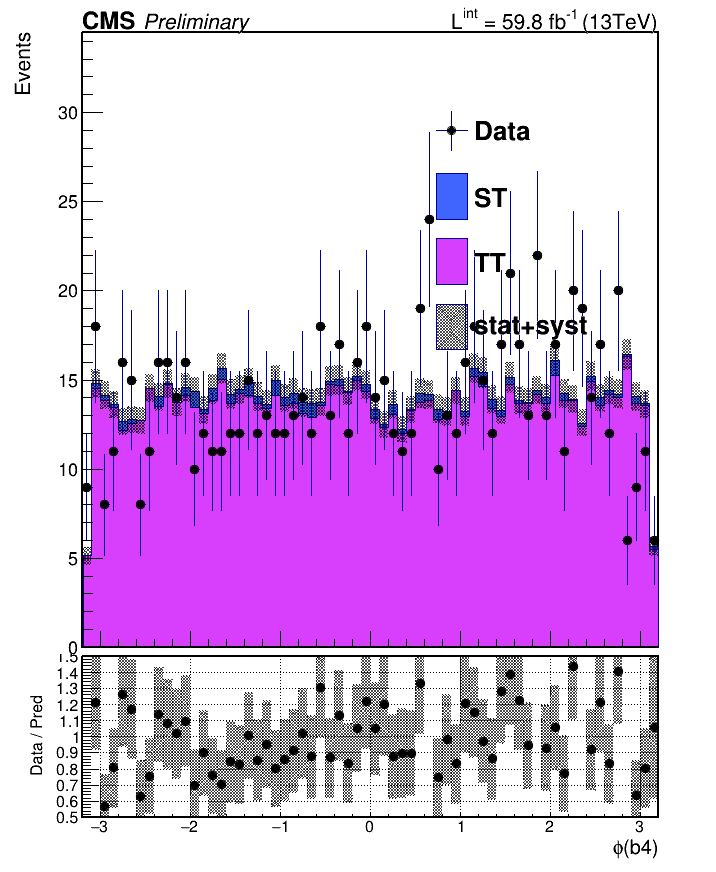 CMS Preliminary
L^int = 59.8 fb^-1 (13TeV)
Events
30
25
20
15
10
5
0
Data
ST
TT
stat+syst
Data / Pred
1.5
1.4
1.3
1.2
1.1
1
0.9
0.8
0.7
0.6
0.5
−3 −2 −1 0 1 2 3
ϕ(b4)